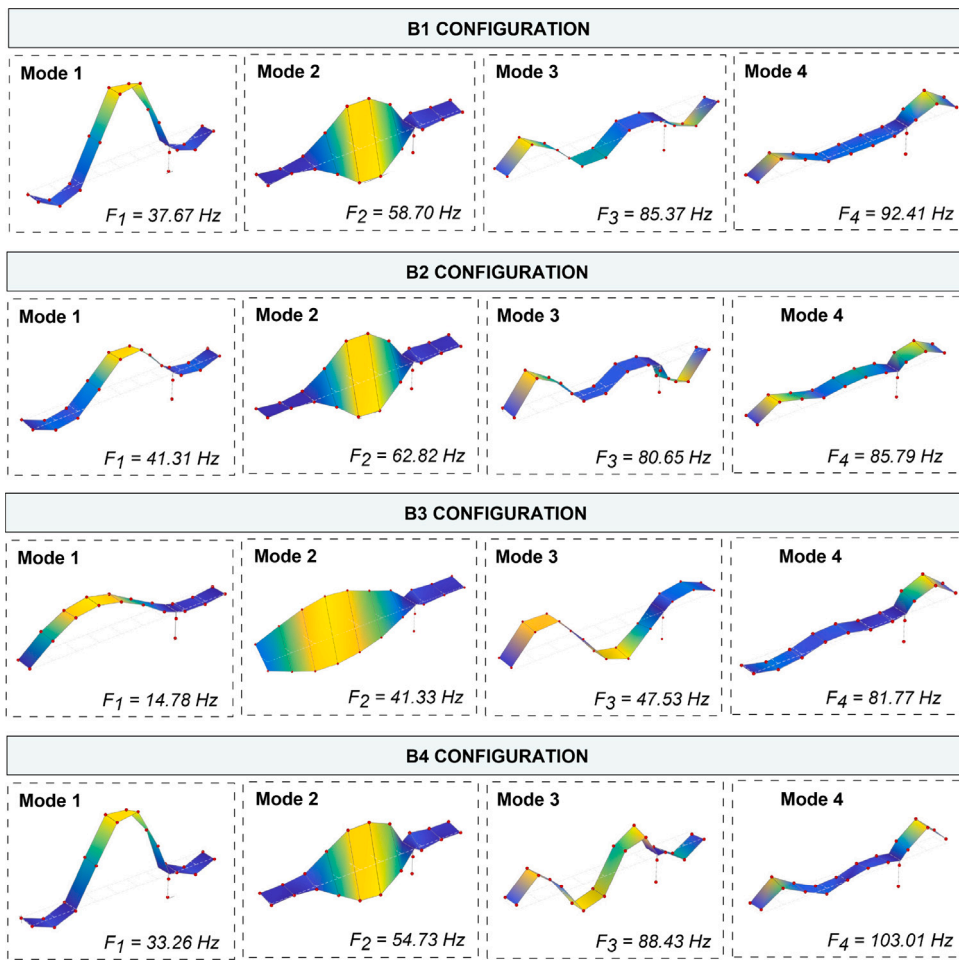 B1 CONFIGURATION
Mode 1 Mode 2 Mode 3 Mode 4
F1 = 37.67 Hz F2 = 58.70 Hz F3 = 85.37 Hz F4 = 92.41 Hz
B2 CONFIGURATION
Mode 1 Mode 2 Mode 3 Mode 4
F1 = 41.31 Hz F2 = 62.82 Hz F3 = 80.65 Hz F4 = 85.79 Hz
B3 CONFIGURATION
Mode 1 Mode 2 Mode 3 Mode 4
F1 = 14.78 Hz F2 = 41.33 Hz F3 = 47.53 Hz F4 = 81.77 Hz
B4 CONFIGURATION
Mode 1 Mode 2 Mode 3 Mode 4
F1 = 33.26 Hz F2 = 54.73 Hz F3 = 88.43 Hz F4 = 103.01 Hz